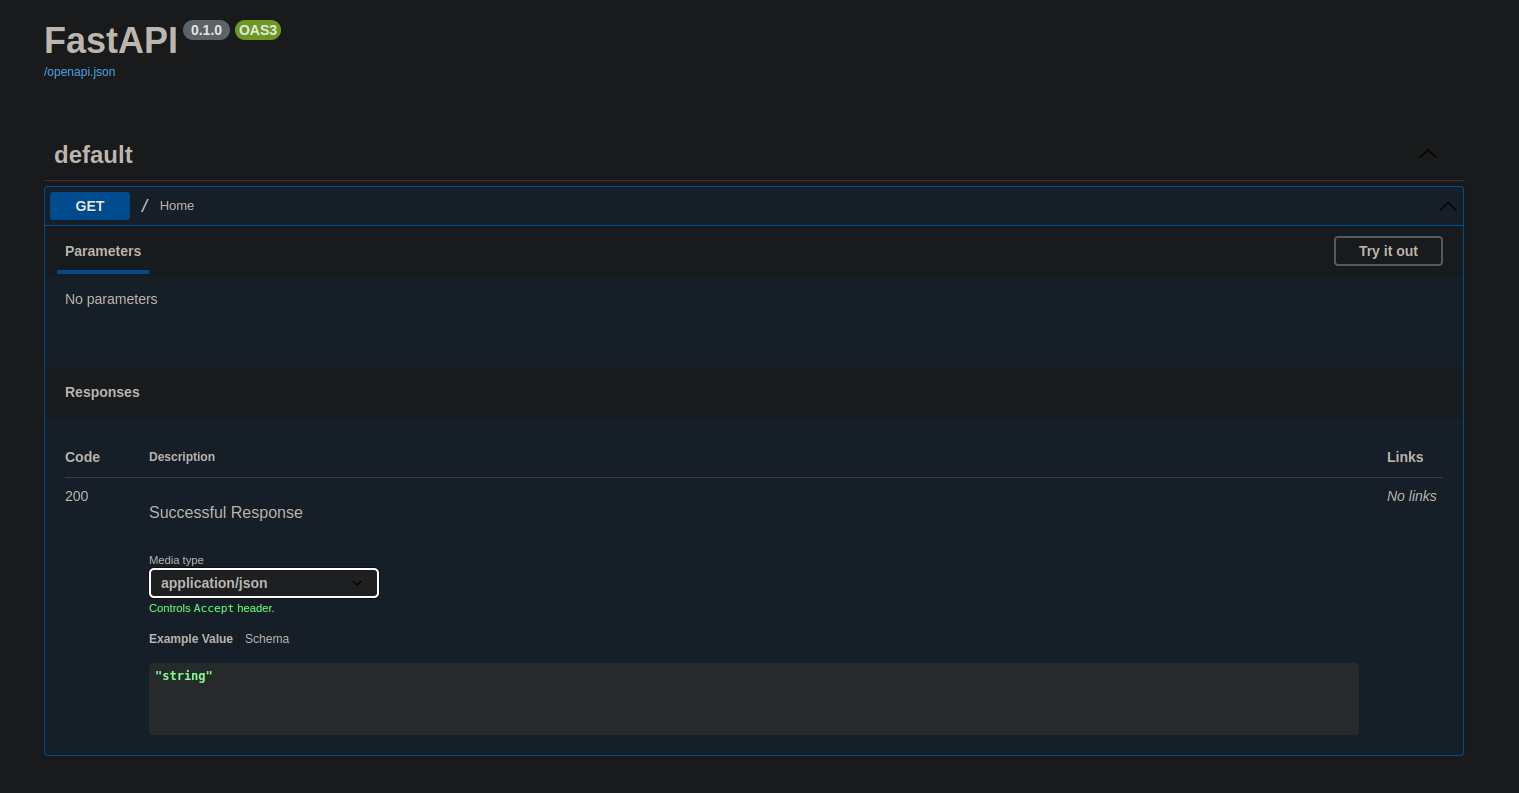 FastAPI 0.1.0 OAS3
/openapi.json
default
GET / Home
Parameters Try it out
No parameters
Responses
Code Description Links
200 No links
Successful Response
Media type
application/json
Controls Accept header.
Example Value Schema
"string"